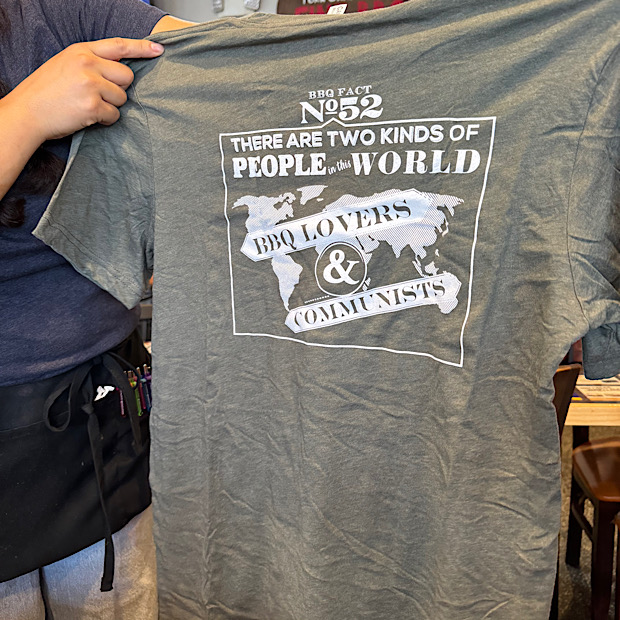 BBQ FACT
No52
THERE ARE TWO KINDS OF
PEOPLE in this WORLD
BBQ LOVERS
&
COMMUNISTS